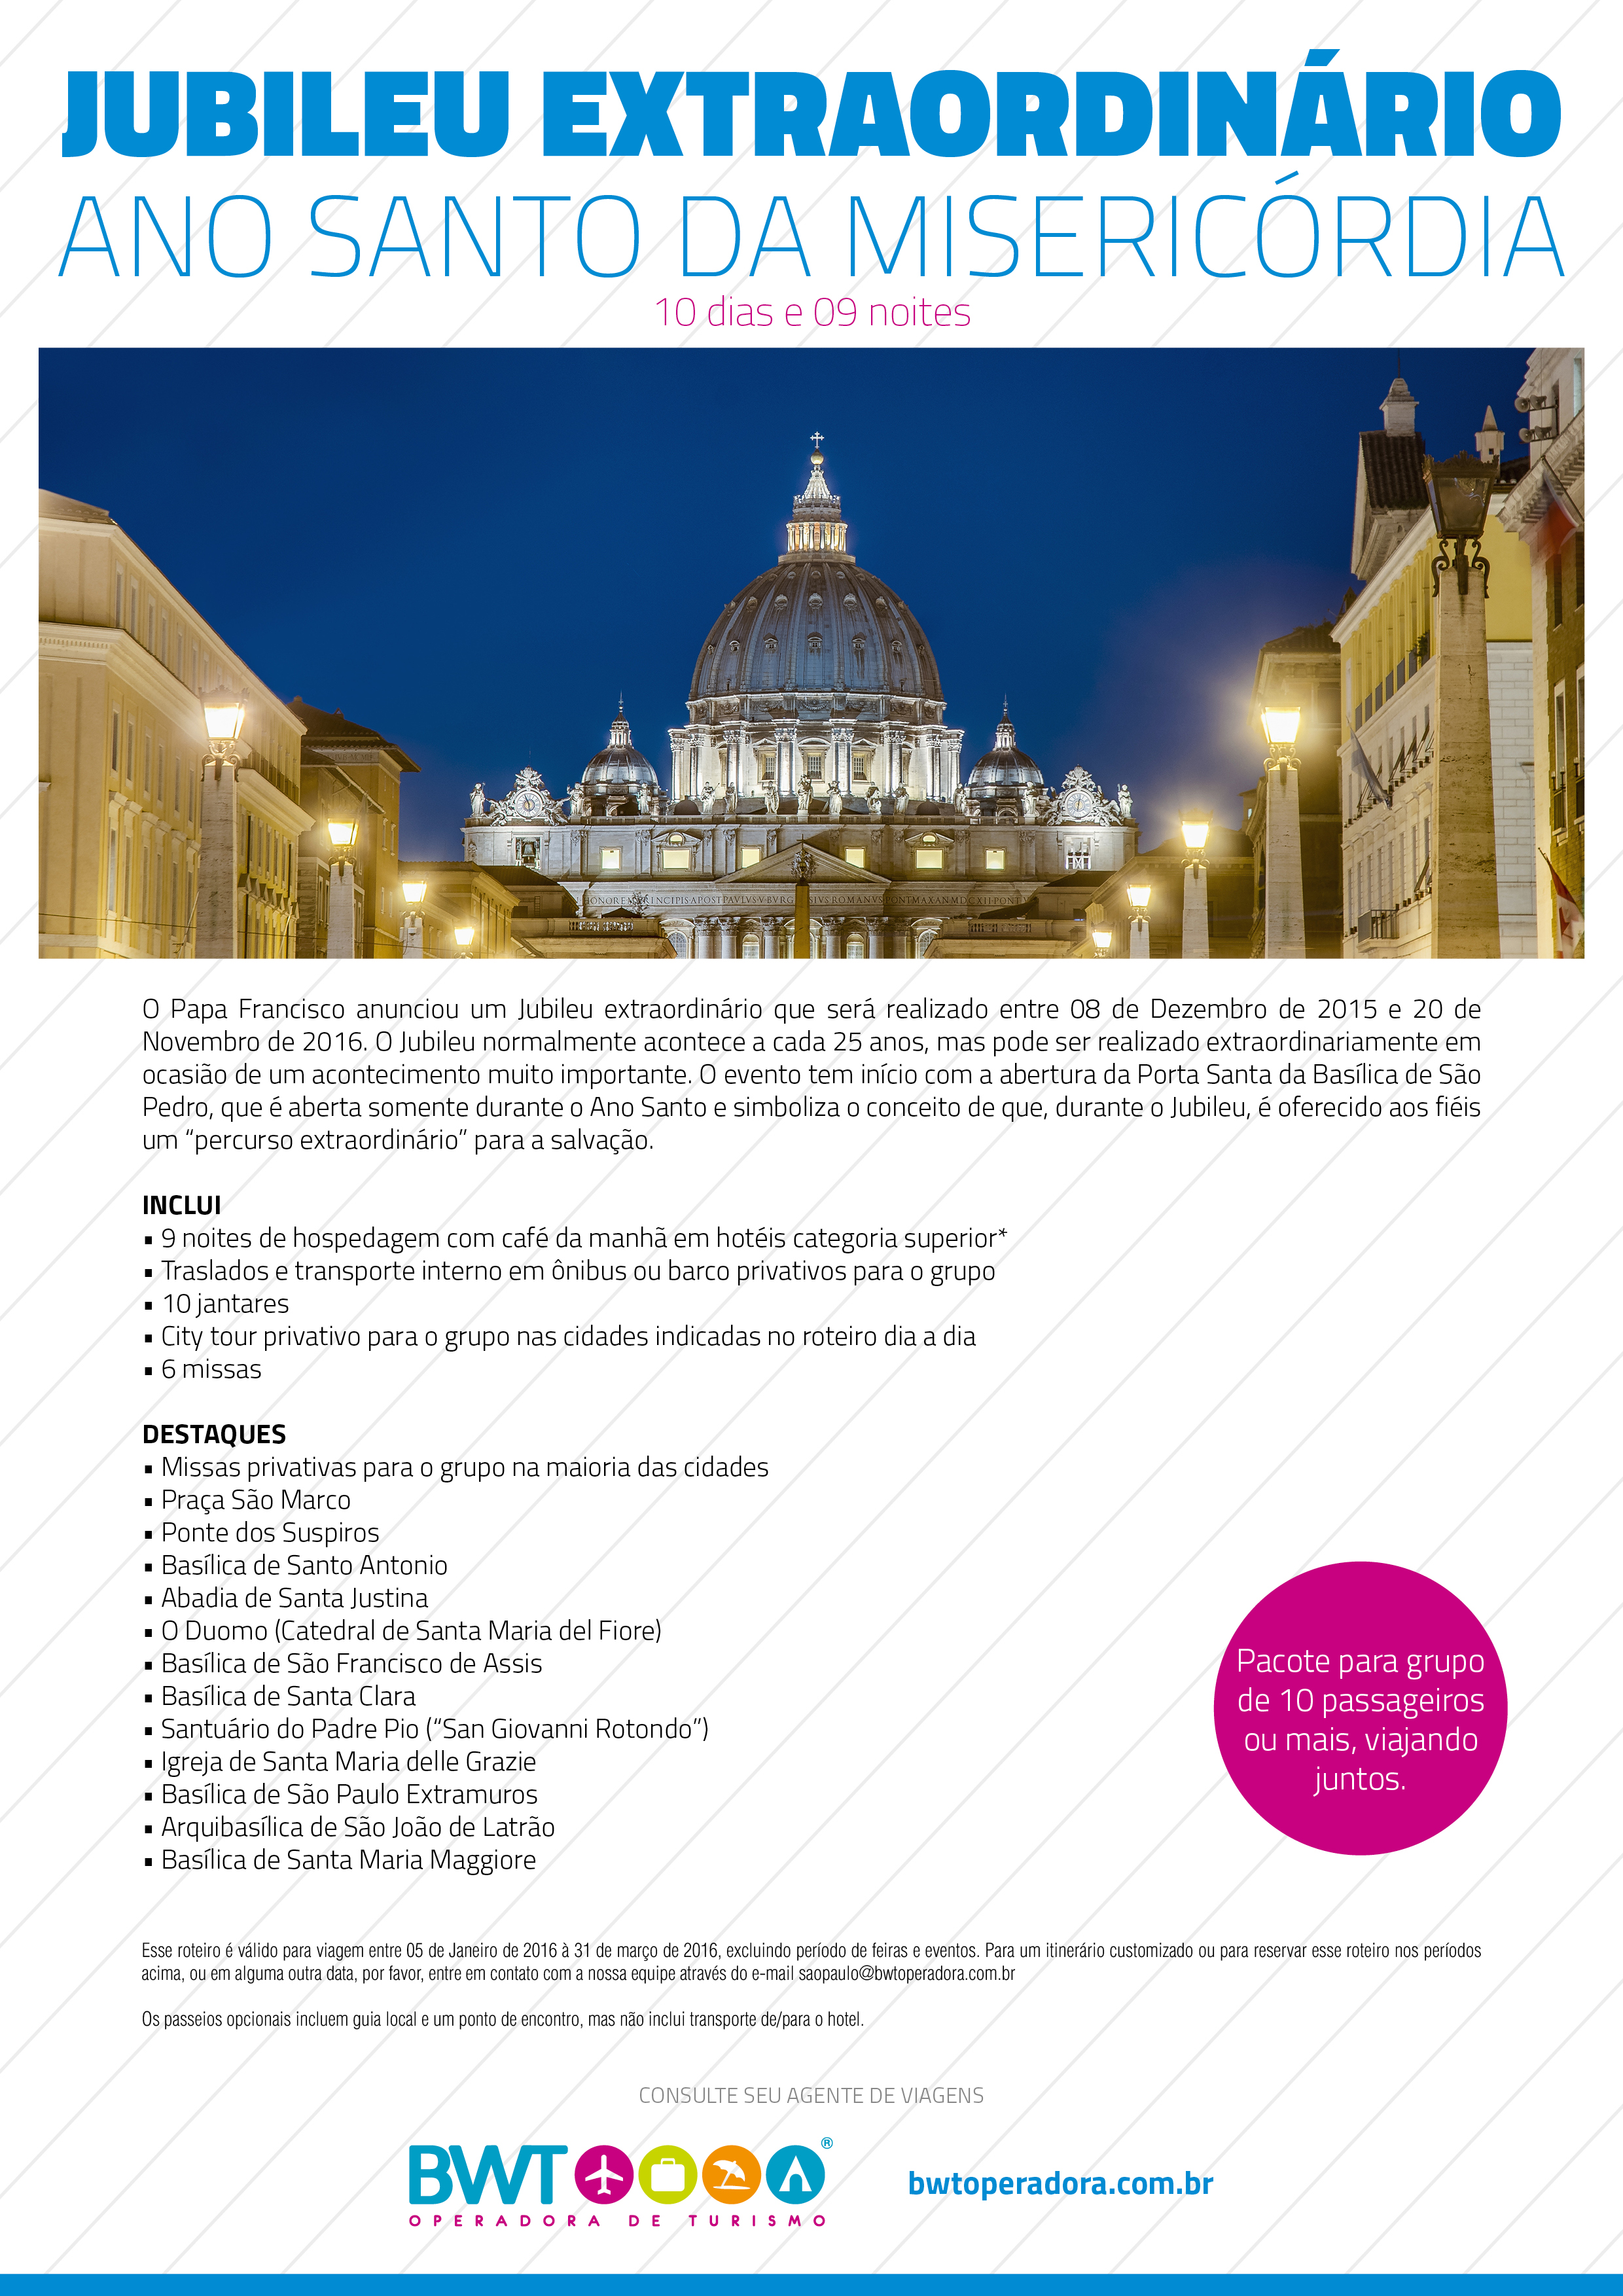 JUBILEU EXTRAORDINÁRIO
ANO SANTO DA MISERICÓRDIA
10 dias e 09 noites
O Papa Francisco anunciou um Jubileu extraordinário que será realizado entre 08 de Dezembro de 2015 e 20 de
Novembro de 2016. O Jubileu normalmente acontece a cada 25 anos, mas pode ser realizado extraordinariamente em
ocasião de um acontecimento muito importante. O evento tem início com a abertura da Porta Santa da Basílica de São
Pedro, que é aberta somente durante o Ano Santo e simboliza o conceito de que, durante o Jubileu, é oferecido aos fiéis
um “percurso extraordinário” para a salvação.
INCLUI
▪ 9 noites de hospedagem com café da manhã em hotéis categoria superior*
▪ Traslados e transporte interno em ônibus ou barco privativos para o grupo
▪ 10 jantares
▪ City tour privativo para o grupo nas cidades indicadas no roteiro dia a dia
▪ 6 missas
DESTAQUES
▪ Missas privativas para o grupo na maioria das cidades
▪ Praça São Marco
▪ Ponte dos Suspiros
▪ Basílica de Santo Antonio
▪ Abadia de Santa Justina
▪ O Duomo (Catedral de Santa Maria del Fiore)
▪ Basílica de São Francisco de Assis
▪ Basílica de Santa Clara
▪ Santuário do Padre Pio (“San Giovanni Rotondo”)
▪ Igreja de Santa Maria delle Grazie
▪ Basílica de São Paulo Extramuros
▪ Arquibasílica de São João de Latrão
▪ Basílica de Santa Maria Maggiore
Pacote para grupo
de 10 passageiros
ou mais, viajando
juntos.
Esse roteiro é válido para viagem entre 05 de Janeiro de 2016 à 31 de março de 2016, excluindo período de feiras e eventos. Para um itinerário customizado ou para reservar esse roteiro nos períodos
acima, ou em alguma outra data, por favor, entre em contato com a nossa equipe através do e-mail saopaulo@bwtoperadora.com.br
Os passeios opcionais incluem guia local e um ponto de encontro, mas não inclui transporte de/para o hotel.
CONSULTE SEU AGENTE DE VIAGENS
BWT ®
OPERADORA DE TURISMO
bwtoperadora.com.br